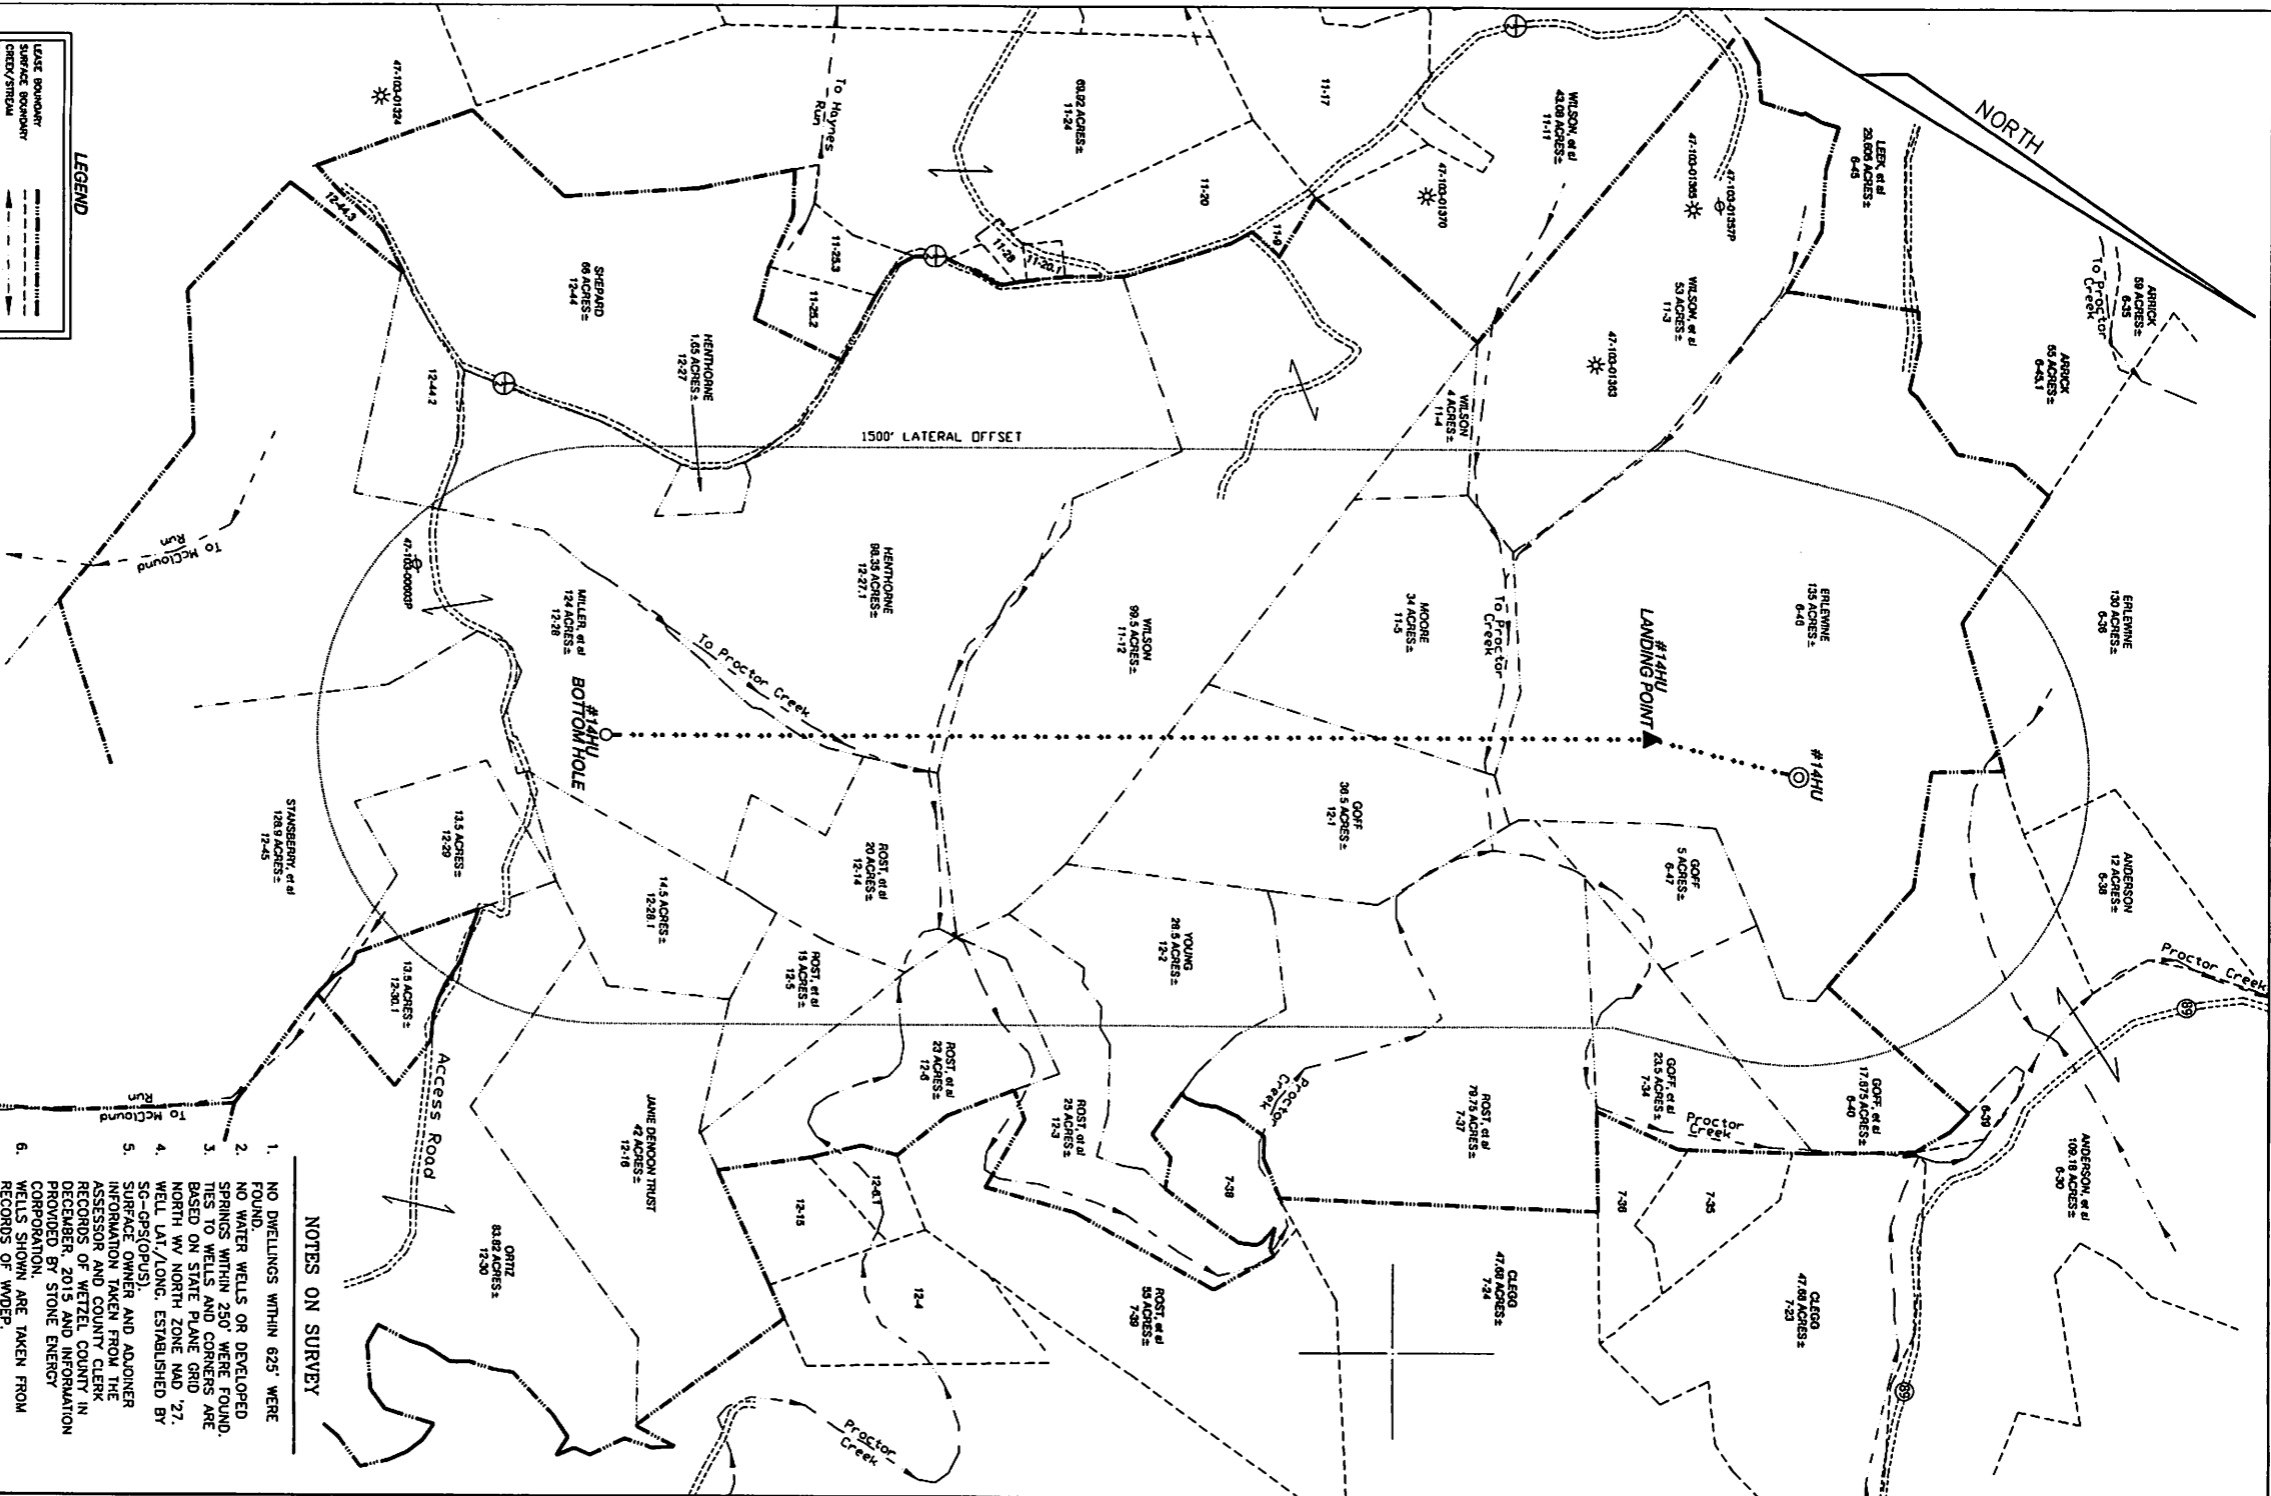 NORTH
LEEK, et al
29.606 ACRES±
6-45
ARRICK
59 ACRES±
6-35
To Proctor
Creek
ARRICK
55 ACRES±
6-45.1
ERLEWINE
130 ACRES±
6-36
ANDERSON
12 ACRES±
6-38
Proctor Creek
89
ANDERSON, et al
109.18 ACRES±
6-30
6-39
47-103-01357P
47-103-01365
WILSON, et al
53 ACRES±
11-3
47-103-01363
ERLEWINE
135 ACRES±
6-46
#14HU
LANDING POINT
#14HU
GOFF
5 ACRES±
6-47
GOFF, et al
17.675 ACRES±
6-40
GOFF, et al
23.5 ACRES±
7-34
Proctor
Creek
7-36
7-35
CLEGG
47.68 ACRES±
7-23
89
2
WILSON, et al
43.08 ACRES±
11-11
47-103-01370
WILSON
4 ACRES±
11-4
To Proctor
Creek
MOORE
34 ACRES±
11-5
GOFF
36.5 ACRES±
12-1
ROST, et al
79.75 ACRES±
7-37
CLEGG
47.68 ACRES±
7-24
11-17
11-20
11-9
69.92 ACRES±
11-24
11-28
11-20.1
1500' LATERAL OFFSET
WILSON
99.5 ACRES±
11-12
YOUNG
28.5 ACRES±
12-2
Proctor
Creek
7-38
ROST, et al
25 ACRES±
12-3
ROST, et al
55 ACRES±
7-39
To Haynes
Run
11-25.3
11-25.2
HENTHORNE
98.35 ACRES±
12-27.1
ROST, et al
20 ACRES±
12-14
ROST, et al
15 ACRES±
12-5
ROST, et al
23 ACRES±
12-6
12-6.1
12-15
12-4
Proctor
Creek
HENTHORNE
1.65 ACRES±
12-27
SHEPARD
66 ACRES±
12-44
To Proctor Creek
MILLER, et al
124 ACRES±
12-28
#14HU
BOTTOM HOLE
14.5 ACRES±
12-28.1
JANIE DENOON TRUST
42 ACRES±
12-16
ORTIZ
83.82 ACRES±
12-30
47-103-01324
12-44.3
12-44.2
47-103-00603P
13.5 ACRES±
12-29
13.5 ACRES±
12-30.1
Access Road
STANSBERRY, et al
128.9 ACRES±
12-45
To McCloud
Run
To McCloud
Run
LEGEND
LEASE BOUNDARY
SURFACE BOUNDARY
CREEK/STREAM
NOTES ON SURVEY
1. NO DWELLINGS WITHIN 625' WERE
FOUND.
2. NO WATER WELLS OR DEVELOPED
SPRINGS WITHIN 250' WERE FOUND.
3. TIES TO WELLS AND CORNERS ARE
BASED ON STATE PLANE GRID
NORTH WV NORTH ZONE NAD '27.
4. WELL LAT./LONG. ESTABLISHED BY
SG-GPS(OPUS).
5. SURFACE OWNER AND ADJOINER
INFORMATION TAKEN FROM THE
ASSESSOR AND COUNTY CLERK
RECORDS OF WETZEL COUNTY IN
DECEMBER, 2015 AND INFORMATION
PROVIDED BY STONE ENERGY
CORPORATION.
6. WELLS SHOWN ARE TAKEN FROM
RECORDS OF WVDEP.